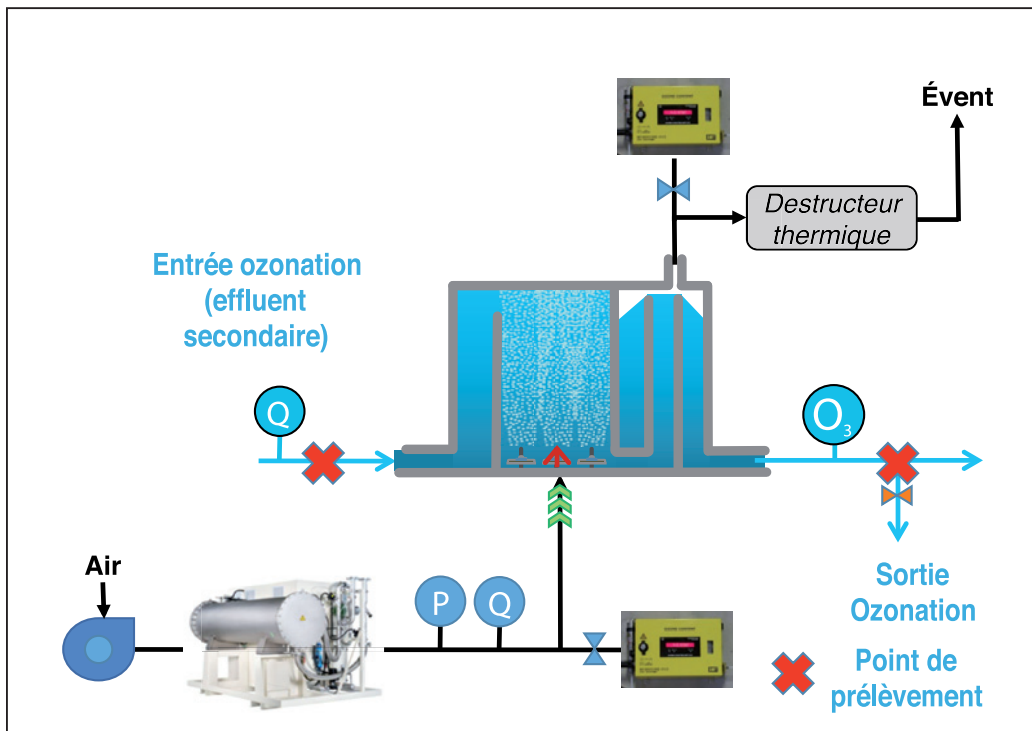 Évent
Destructeur
thermique
Entrée ozonation
(effluent
secondaire)
Q
O₃
Air
P
Q
Sortie
Ozonation
Point de
prélèvement